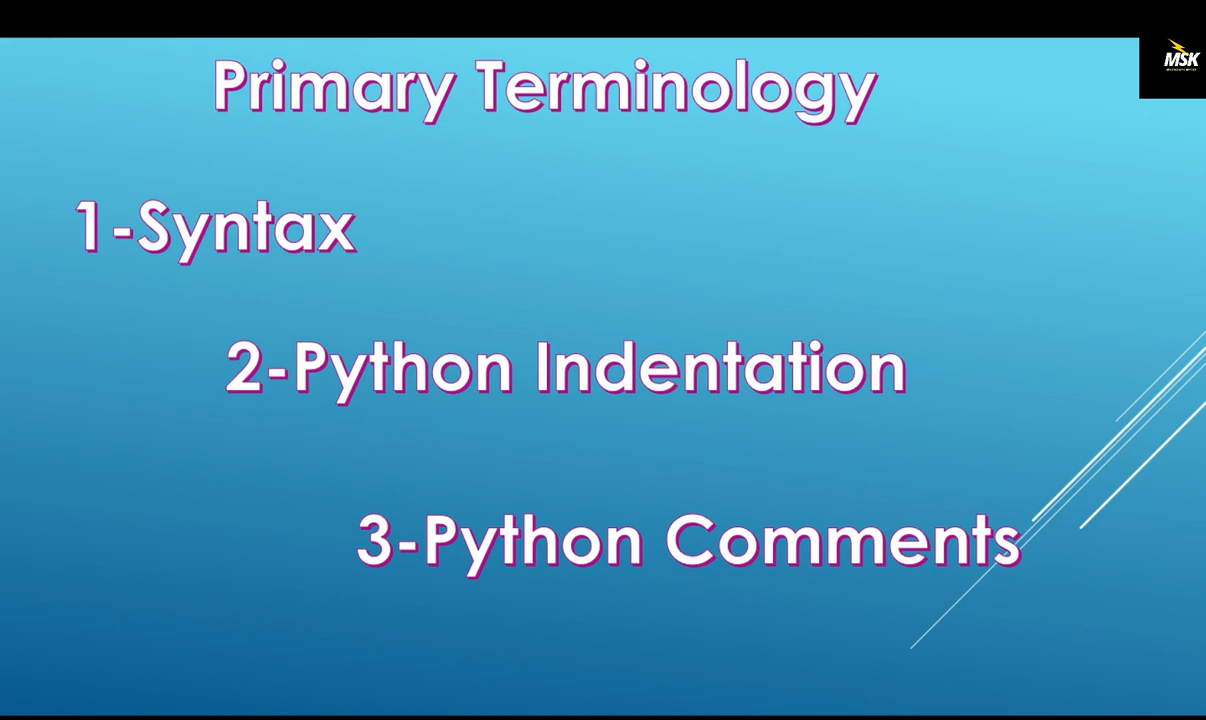 Primary Terminology
MSK
1-Syntax
2-Python Indentation
3-Python Comments